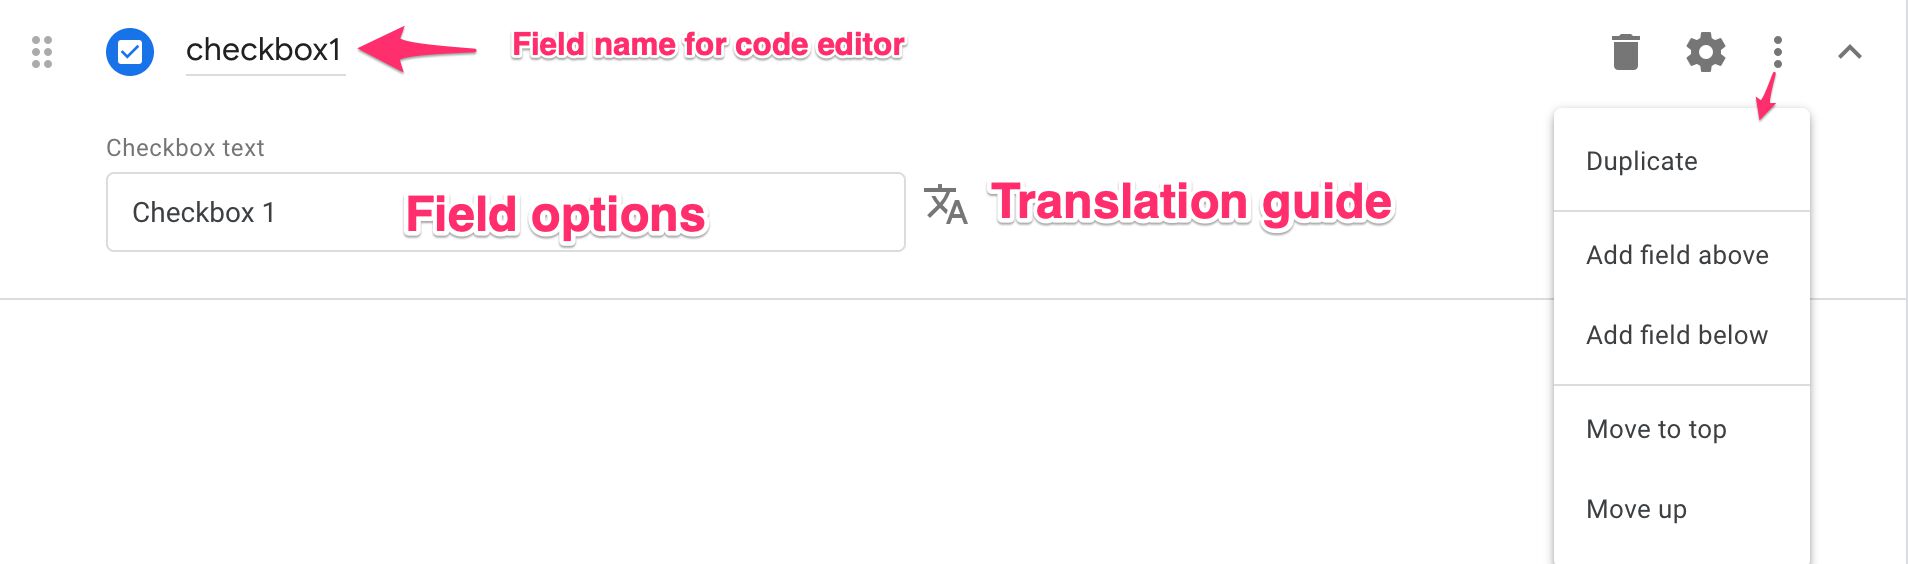 checkbox1
Field name for code editor
Checkbox text
Checkbox 1
Field options
Translation guide
Duplicate
Add field above
Add field below
Move to top
Move up